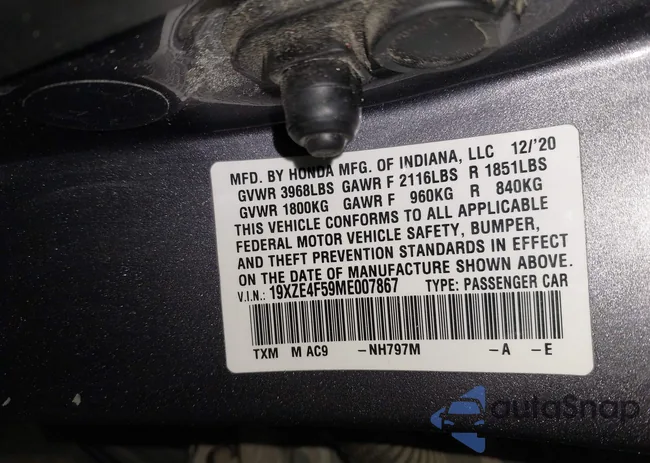 MFD. BY HONDA MFG. OF INDIANA, LLC 12/'20
GVWR 3968LBS GAWR F 2116LBS R 1851LBS
GVWR 1800KG GAWR F 960KG R 840KG
THIS VEHICLE CONFORMS TO ALL APPLICABLE
FEDERAL MOTOR VEHICLE SAFETY, BUMPER,
AND THEFT PREVENTION STANDARDS IN EFFECT
ON THE DATE OF MANUFACTURE SHOWN ABOVE.
V.I.N.: 19XZE4F59ME007867 TYPE: PASSENGER CAR
TXM M AC9 -NH797M -A -E
autoSnap